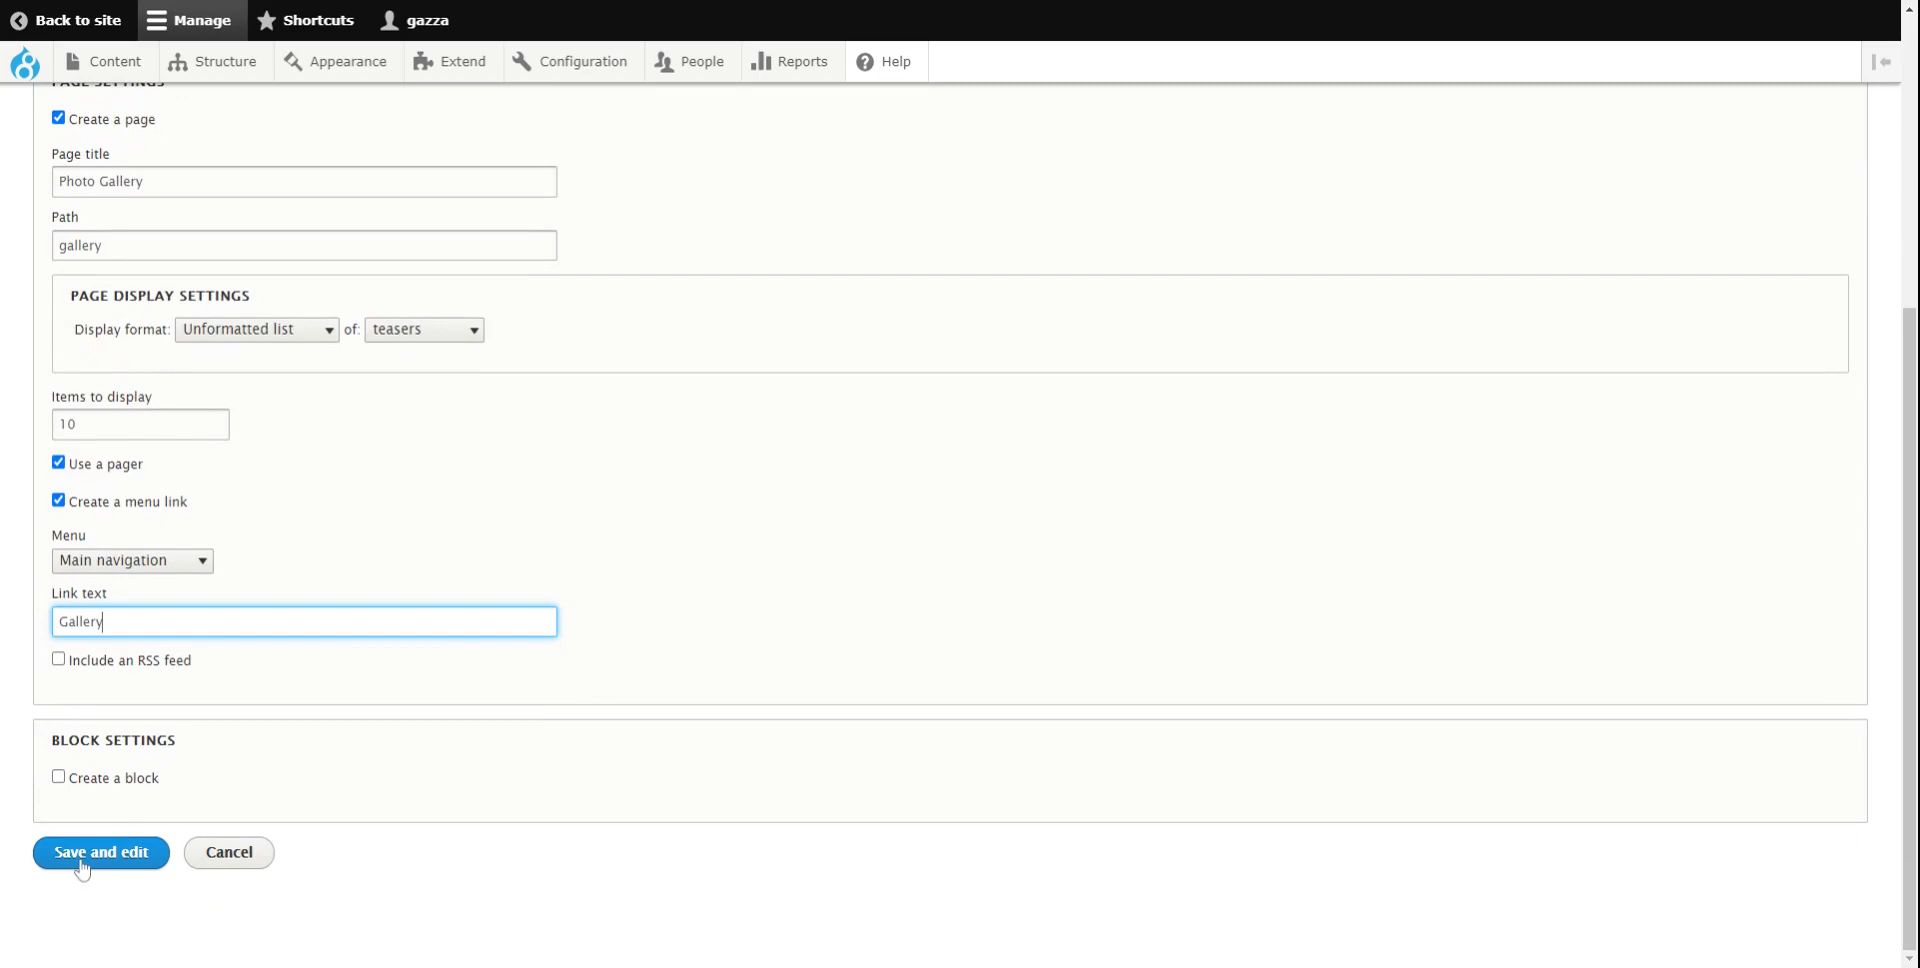 Back to site Manage Shortcuts gazza
Content Structure Appearance Extend Configuration People Reports Help
PAGE SETTINGS
Create a page
Page title
Photo Gallery
Path
gallery
PAGE DISPLAY SETTINGS
Display format: Unformatted list of: teasers
Items to display
10
Use a pager
Create a menu link
Menu
Main navigation
Link text
Gallery
Include an RSS feed
BLOCK SETTINGS
Create a block
Save and edit Cancel